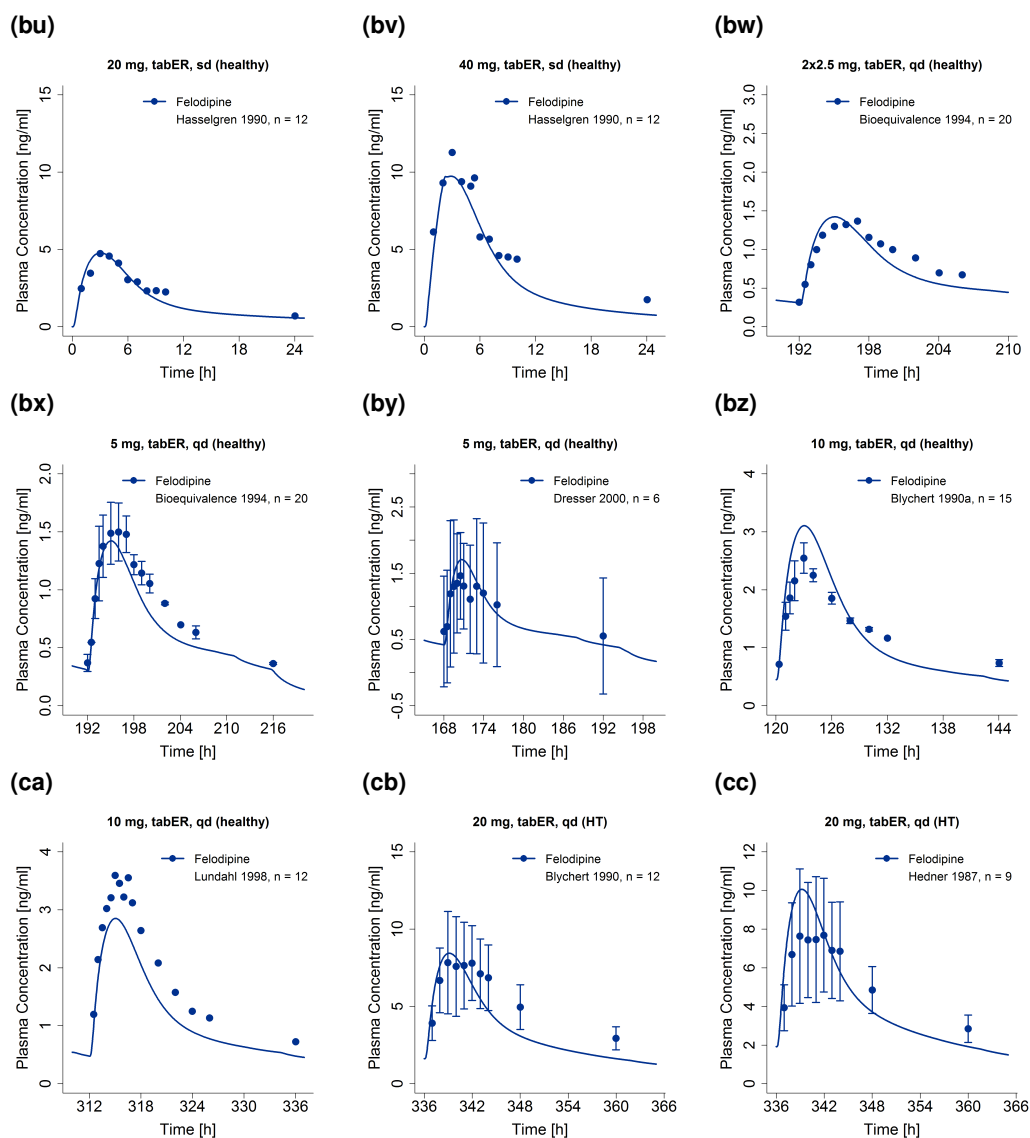 (bu)
20 mg, tabER, sd (healthy)
Felodipine
Hasselgren 1990, n = 12
Plasma Concentration [ng/ml]
15
10
5
0
0 6 12 18 24
Time [h]
(bv)
40 mg, tabER, sd (healthy)
Felodipine
Hasselgren 1990, n = 12
Plasma Concentration [ng/ml]
15
10
5
0
0 6 12 18 24
Time [h]
(bw)
2x2.5 mg, tabER, qd (healthy)
Felodipine
Bioequivalence 1994, n = 20
Plasma Concentration [ng/ml]
3.0
2.5
2.0
1.5
1.0
0.5
0.0
192 198 204 210
Time [h]
(bx)
5 mg, tabER, qd (healthy)
Felodipine
Bioequivalence 1994, n = 20
Plasma Concentration [ng/ml]
2.0
1.5
1.0
0.5
0.0
192 198 204 210 216
Time [h]
(by)
5 mg, tabER, qd (healthy)
Felodipine
Dresser 2000, n = 6
Plasma Concentration [ng/ml]
2.5
1.5
0.5
-0.5
168 174 180 186 192 198
Time [h]
(bz)
10 mg, tabER, qd (healthy)
Felodipine
Blychert 1990a, n = 15
Plasma Concentration [ng/ml]
4
3
2
1
0
120 126 132 138 144
Time [h]
(ca)
10 mg, tabER, qd (healthy)
Felodipine
Lundahl 1998, n = 12
Plasma Concentration [ng/ml]
4
3
2
1
0
312 318 324 330 336
Time [h]
(cb)
20 mg, tabER, qd (HT)
Felodipine
Blychert 1990, n = 12
Plasma Concentration [ng/ml]
15
10
5
0
336 342 348 354 360 366
Time [h]
(cc)
20 mg, tabER, qd (HT)
Felodipine
Hedner 1987, n = 9
Plasma Concentration [ng/ml]
12
10
8
6
4
2
0
336 342 348 354 360 366
Time [h]